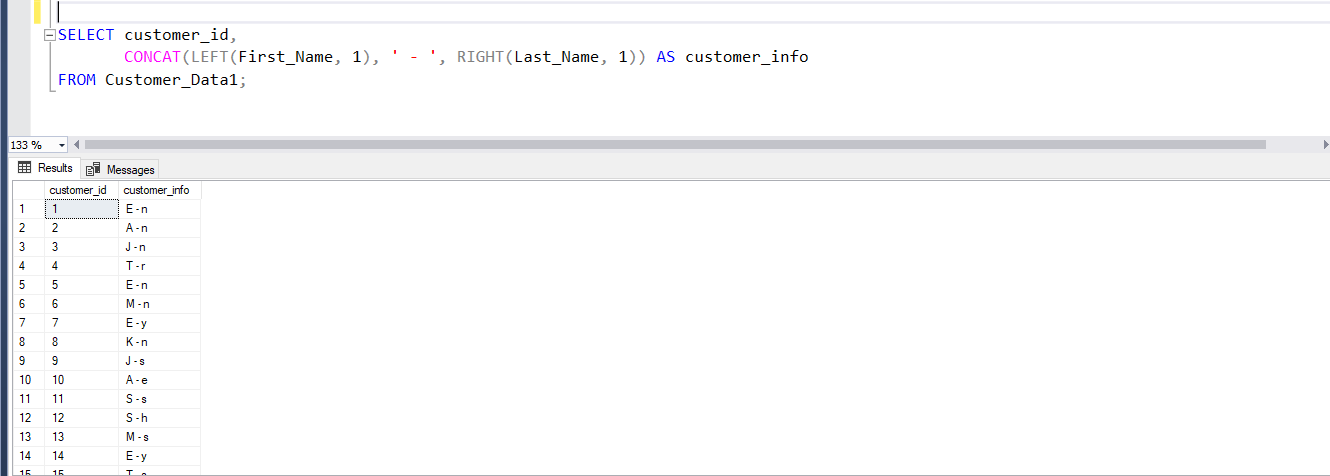 SELECT customer_id,
CONCAT(LEFT(First_Name, 1), ' - ', RIGHT(Last_Name, 1)) AS customer_info
FROM Customer_Data1;
133 %
Results Messages
customer_id customer_info
1 1 E - n
2 2 A - n
3 3 J - n
4 4 T - r
5 5 E - n
6 6 M - n
7 7 E - y
8 8 K - n
9 9 J - s
10 10 A - e
11 11 S - s
12 12 S - h
13 13 M - s
14 14 E - y
15 15